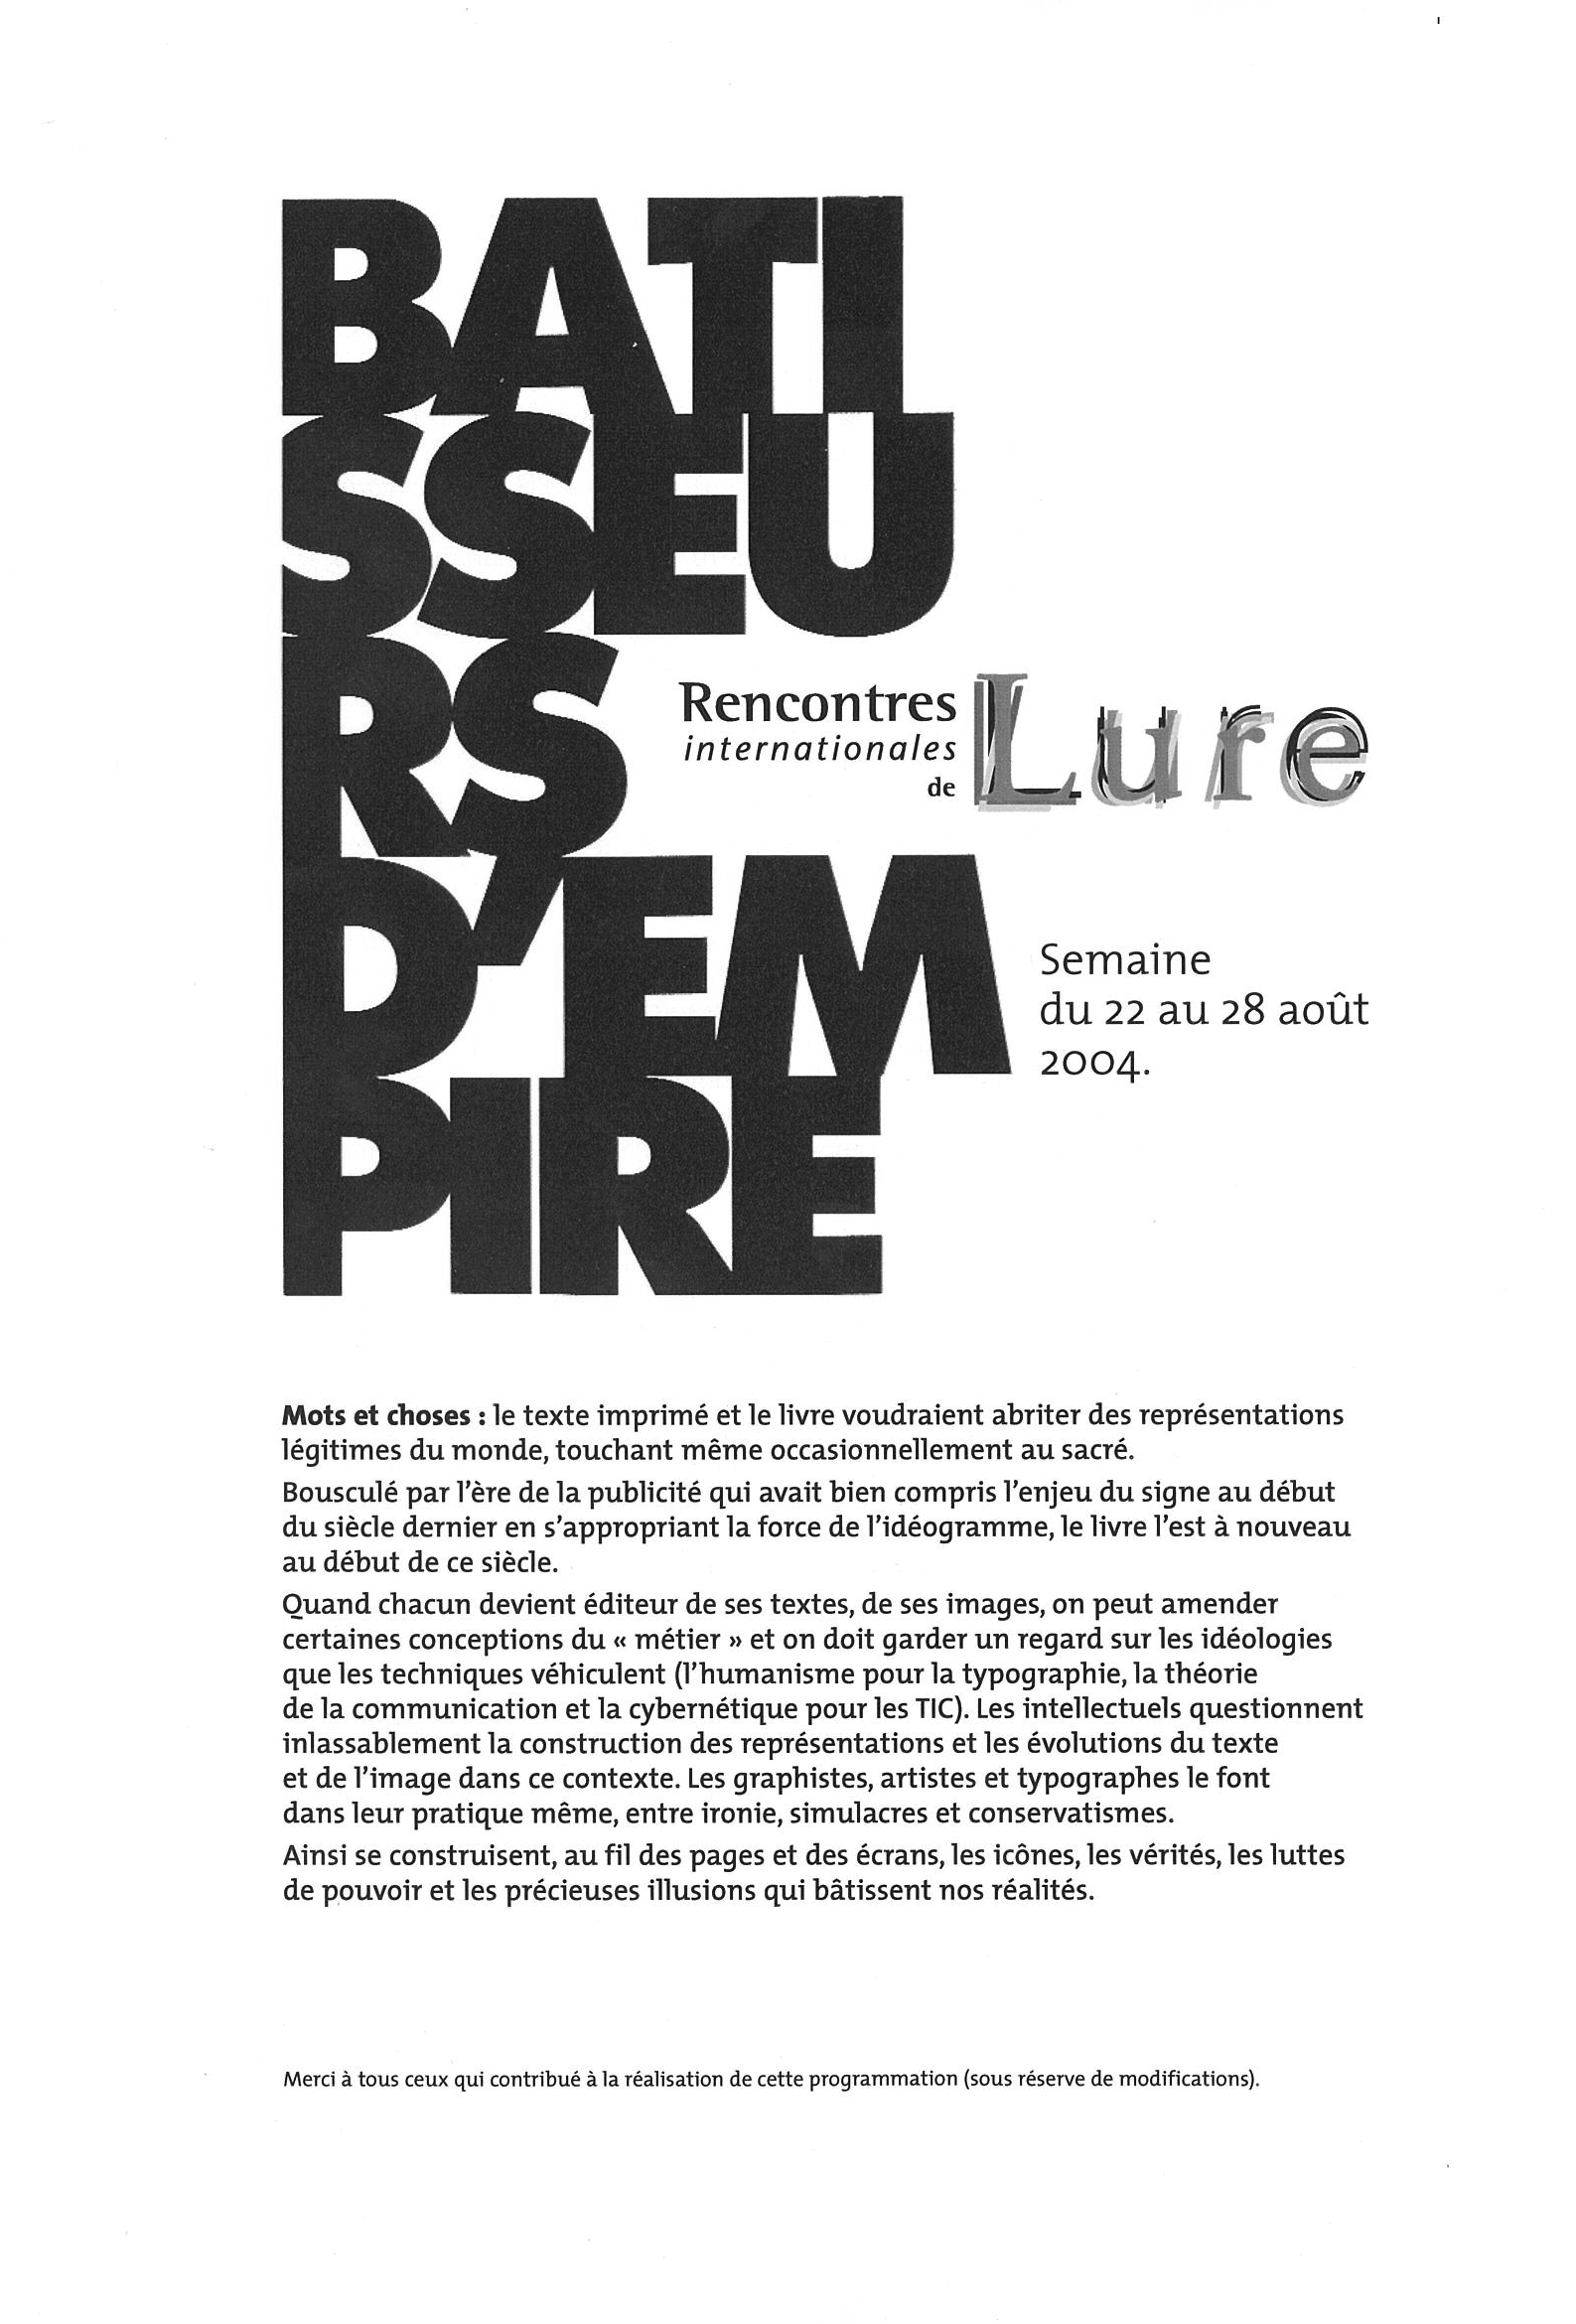 BATI
SSEU
RS
D'EM
PIRE
Rencontres
internationales
de Lure
Semaine
du 22 au 28 août
2004.
Mots et choses : le texte imprimé et le livre voudraient abriter des représentations
légitimes du monde, touchant même occasionnellement au sacré.
Bousculé par l'ère de la publicité qui avait bien compris l'enjeu du signe au début
du siècle dernier en s'appropriant la force de l'idéogramme, le livre l'est à nouveau
au début de ce siècle.
Quand chacun devient éditeur de ses textes, de ses images, on peut amender
certaines conceptions du « métier » et on doit garder un regard sur les idéologies
que les techniques véhiculent (l'humanisme pour la typographie, la théorie
de la communication et la cybernétique pour les TIC). Les intellectuels questionnent
inlassablement la construction des représentations et les évolutions du texte
et de l'image dans ce contexte. Les graphistes, artistes et typographes le font
dans leur pratique même, entre ironie, simulacres et conservatismes.
Ainsi se construisent, au fil des pages et des écrans, les icônes, les vérités, les luttes
de pouvoir et les précieuses illusions qui bâtissent nos réalités.
Merci à tous ceux qui contribué à la réalisation de cette programmation (sous réserve de modifications).